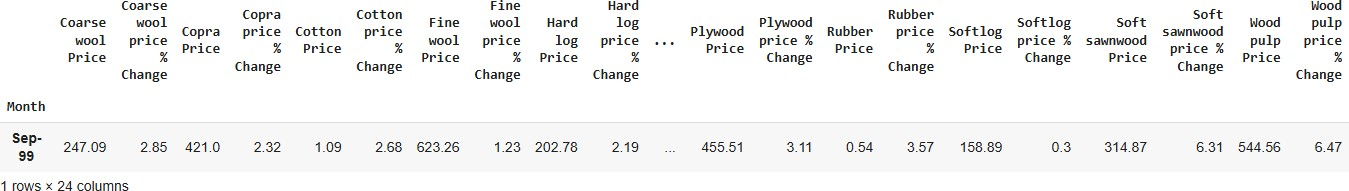 Coarse
wool
Price
Coarse
wool
price
%
Change
Copra
Price
Copra
price
%
Change
Cotton
Price
Cotton
price
%
Change
Fine
wool
Price
Fine
wool
price
%
Change
Hard
log
Price
Hard
log
price
%
Change
...
Plywood
Price
Plywood
price %
Change
Rubber
Price
Rubber
price
%
Change
Softlog
Price
Softlog
price %
Change
Soft
sawnwood
Price
Soft
sawnwood
price %
Change
Wood
pulp
Price
Wood
pulp
price
%
Change
Month
Sep-
99
247.09 2.85 421.0 2.32 1.09 2.68 623.26 1.23 202.78 2.19 ... 455.51 3.11 0.54 3.57 158.89 0.3 314.87 6.31 544.56 6.47
1 rows × 24 columns